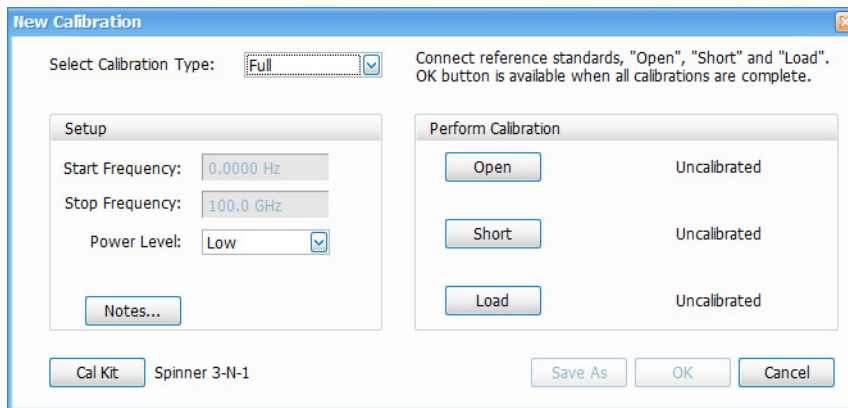 New Calibration
Select Calibration Type: Full
Connect reference standards, "Open", "Short" and "Load".
OK button is available when all calibrations are complete.
Setup
Start Frequency: 0.0000 Hz
Stop Frequency: 100.0 GHz
Power Level: Low
Notes...
Perform Calibration
Open Uncalibrated
Short Uncalibrated
Load Uncalibrated
Cal Kit Spinner 3-N-1
Save As OK Cancel